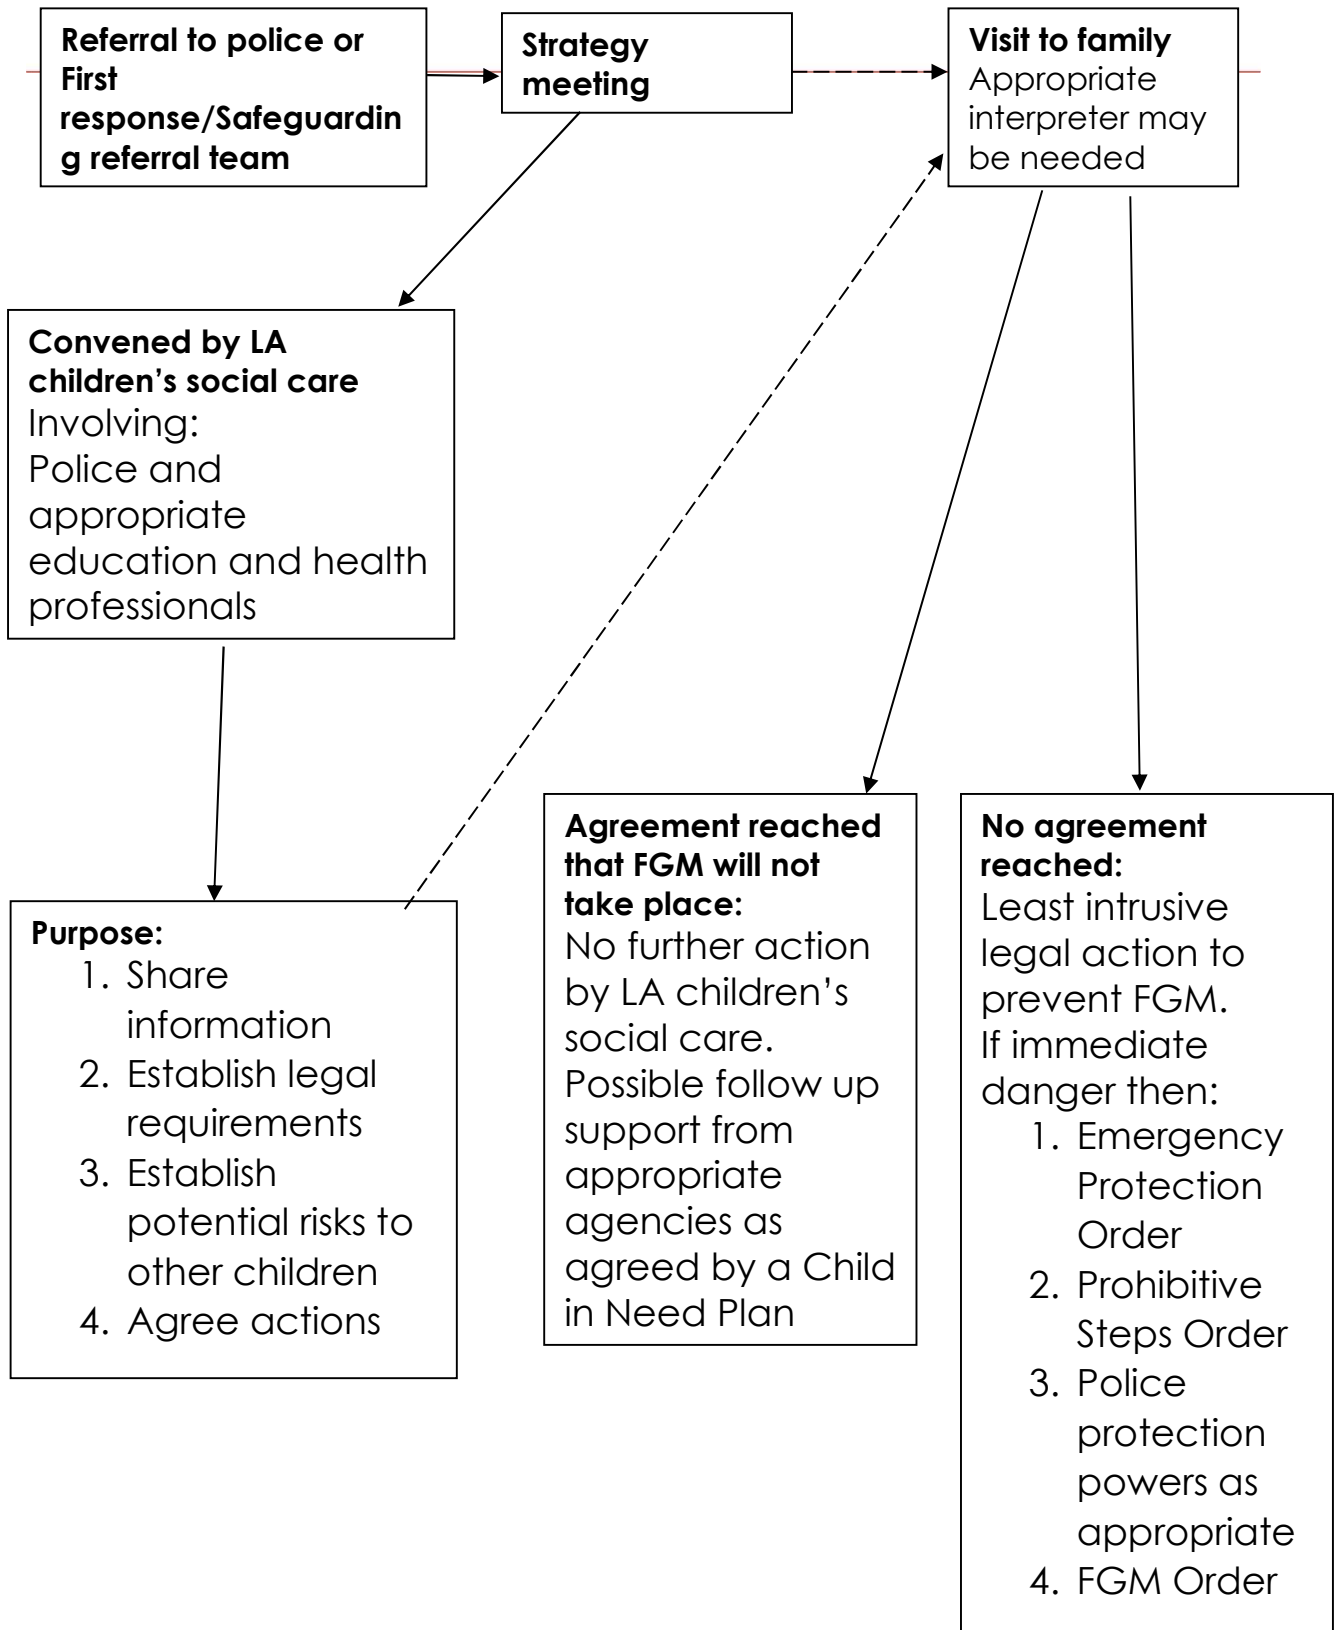 Referral to police or
First
response/Safeguardin
g referral team
Strategy
meeting
Visit to family
Appropriate
interpreter may
be needed
Convened by LA
children’s social care
Involving:
Police and
appropriate
education and health
professionals
Purpose:
1. Share
information
2. Establish legal
requirements
3. Establish
potential risks to
other children
4. Agree actions
Agreement reached
that FGM will not
take place:
No further action
by LA children’s
social care.
Possible follow up
support from
appropriate
agencies as
agreed by a Child
in Need Plan
No agreement
reached:
Least intrusive
legal action to
prevent FGM.
If immediate
danger then:
1. Emergency
Protection
Order
2. Prohibitive
Steps Order
3. Police
protection
powers as
appropriate
4. FGM Order